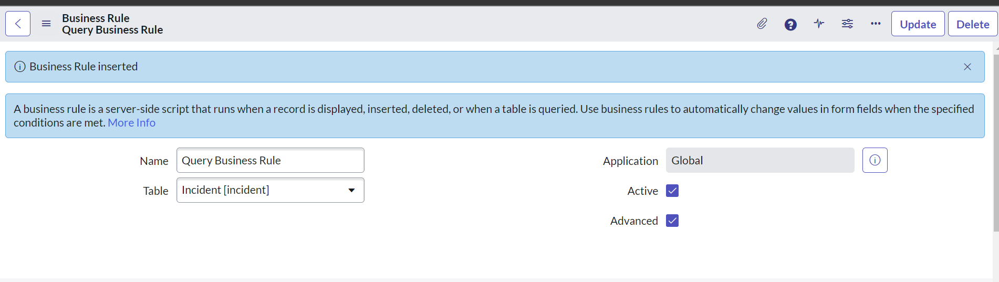 Business Rule
Query Business Rule
Update
Delete
Business Rule inserted
A business rule is a server-side script that runs when a record is displayed, inserted, deleted, or when a table is queried. Use business rules to automatically change values in form fields when the specified
conditions are met. More Info
Name
Query Business Rule
Application
Global
Table
Incident [incident]
Active
Advanced